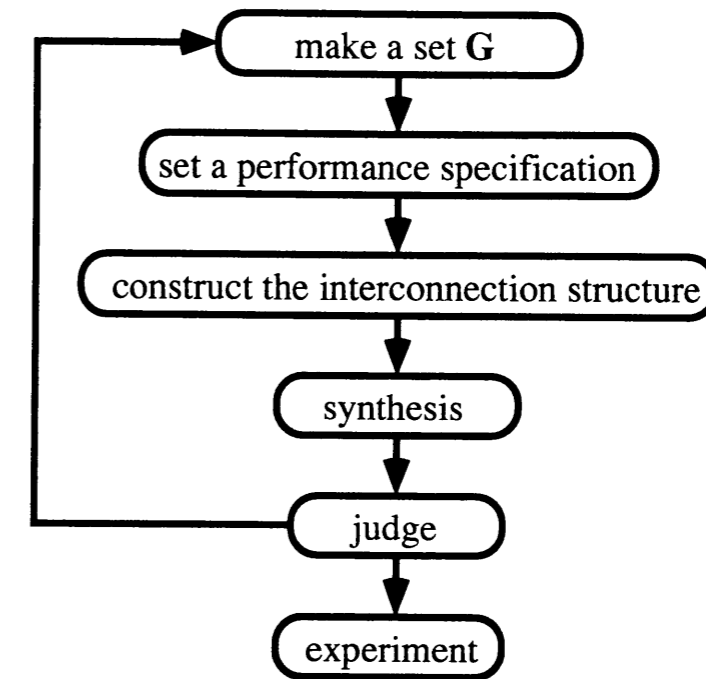 make a set G
set a performance specification
construct the interconnection structure
synthesis
judge
experiment